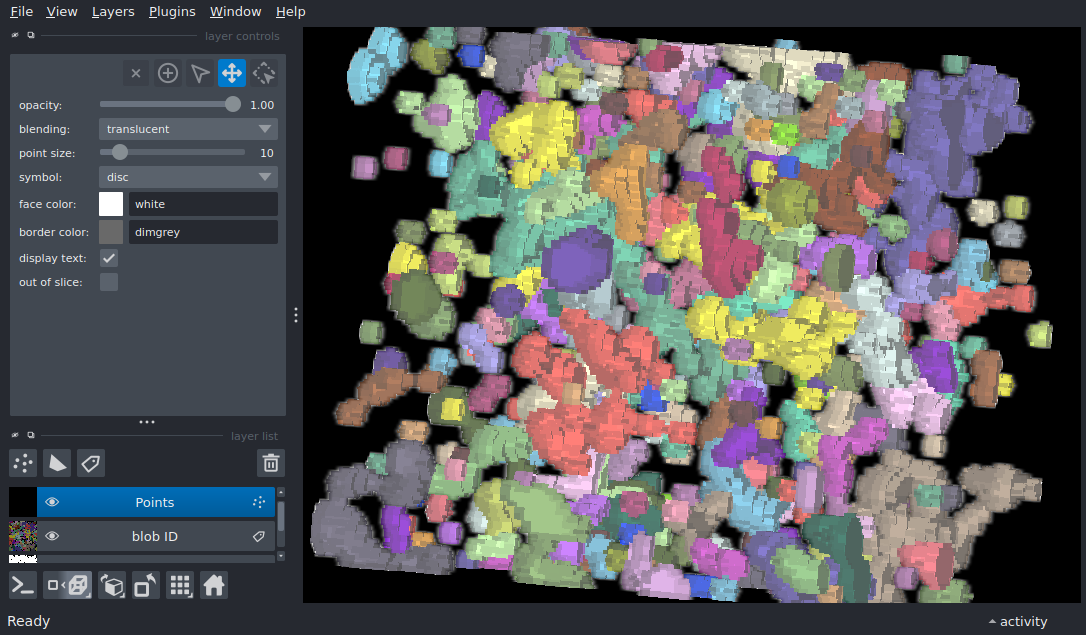 File View Layers Plugins Window Help
layer controls
opacity: 1.00
blending: translucent
point size: 10
symbol: disc
face color: white
border color: dimgrey
display text:
out of slice:
layer list
Points
blob ID
Ready activity